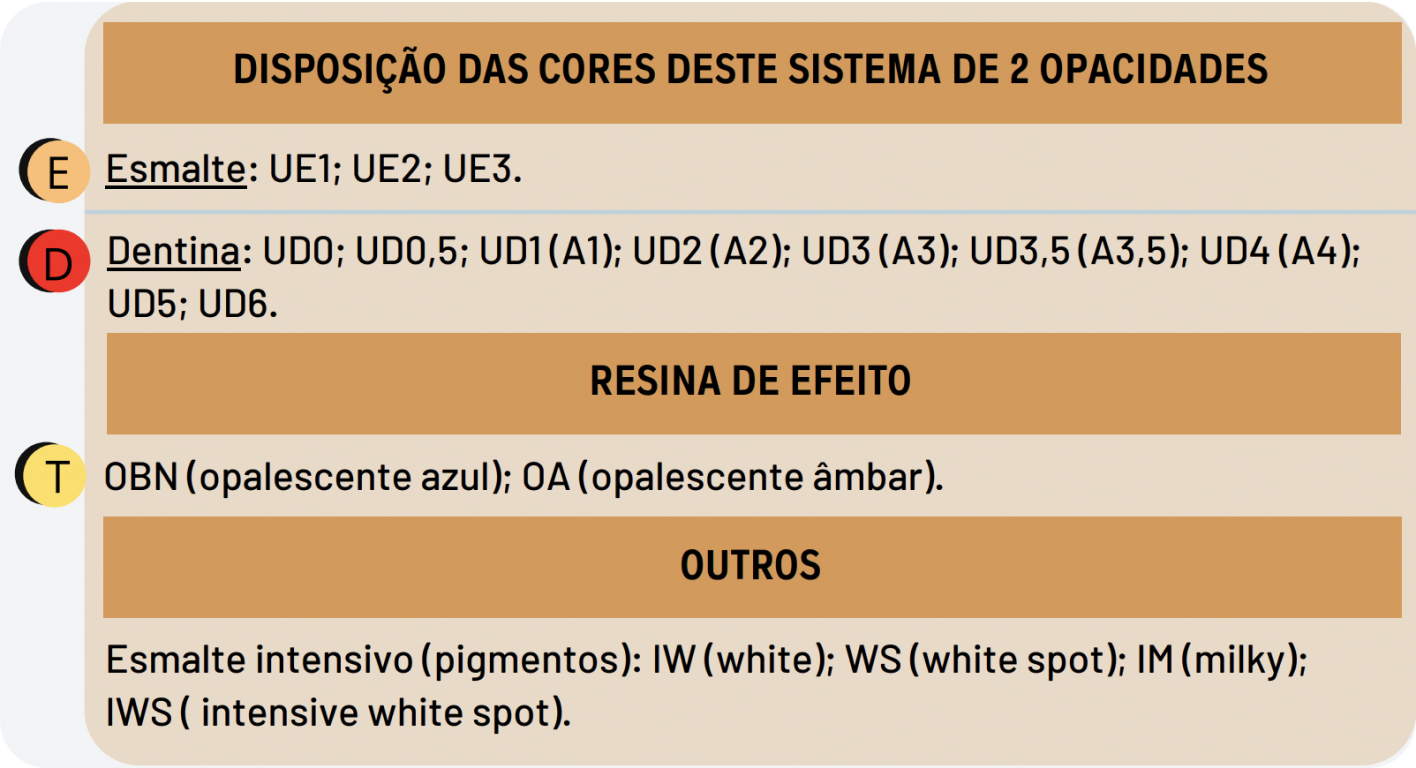 DISPOSIÇÃO DAS CORES DESTE SISTEMA DE 2 OPACIDADES
E
Esmalte: UE1; UE2; UE3.
D
Dentina: UD0; UD0,5; UD1 (A1); UD2 (A2); UD3 (A3); UD3,5 (A3,5); UD4 (A4);
UD5; UD6.
RESINA DE EFEITO
T
OBN (opalescente azul); OA (opalescente âmbar).
OUTROS
Esmalte intensivo (pigmentos): IW (white); WS (white spot); IM (milky);
IWS ( intensive white spot).